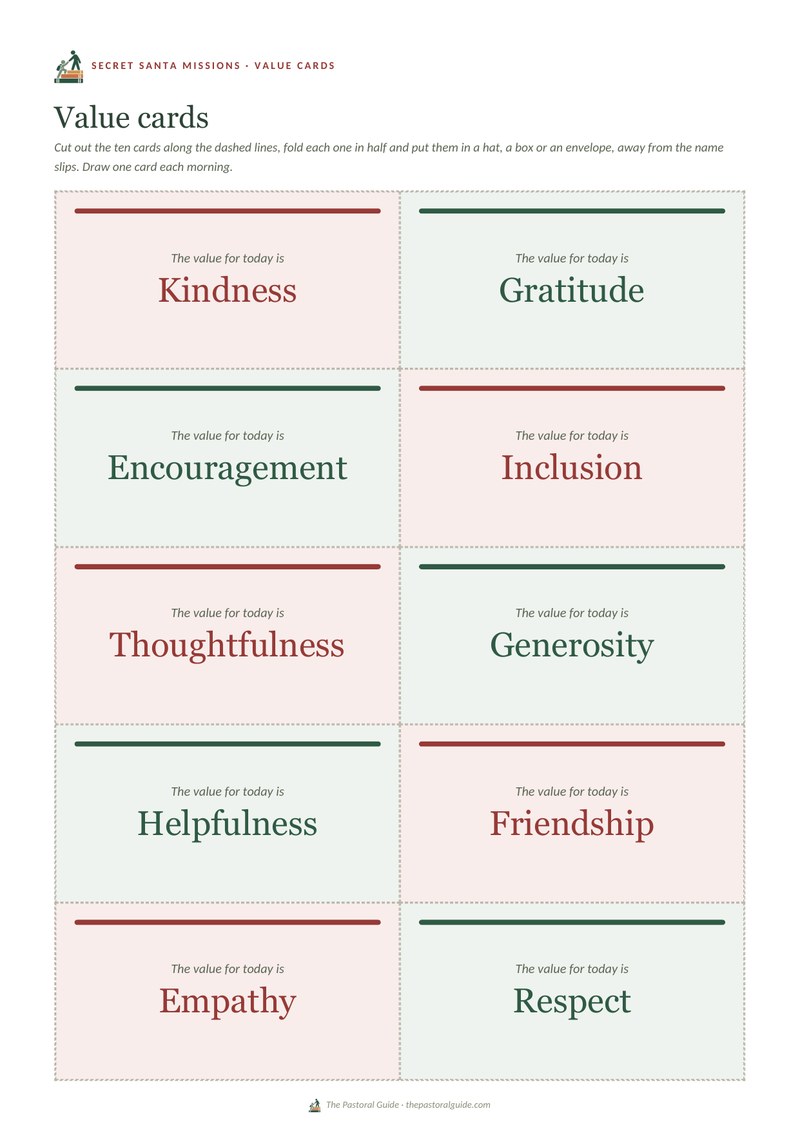 SECRET SANTA MISSIONS · VALUE CARDS
Value cards
Cut out the ten cards along the dashed lines, fold each one in half and put them in a hat, a box or an envelope, away from the name
slips. Draw one card each morning.
The value for today is
Kindness
The value for today is
Gratitude
The value for today is
Encouragement
The value for today is
Inclusion
The value for today is
Thoughtfulness
The value for today is
Generosity
The value for today is
Helpfulness
The value for today is
Friendship
The value for today is
Empathy
The value for today is
Respect
The Pastoral Guide · thepastoralguide.com